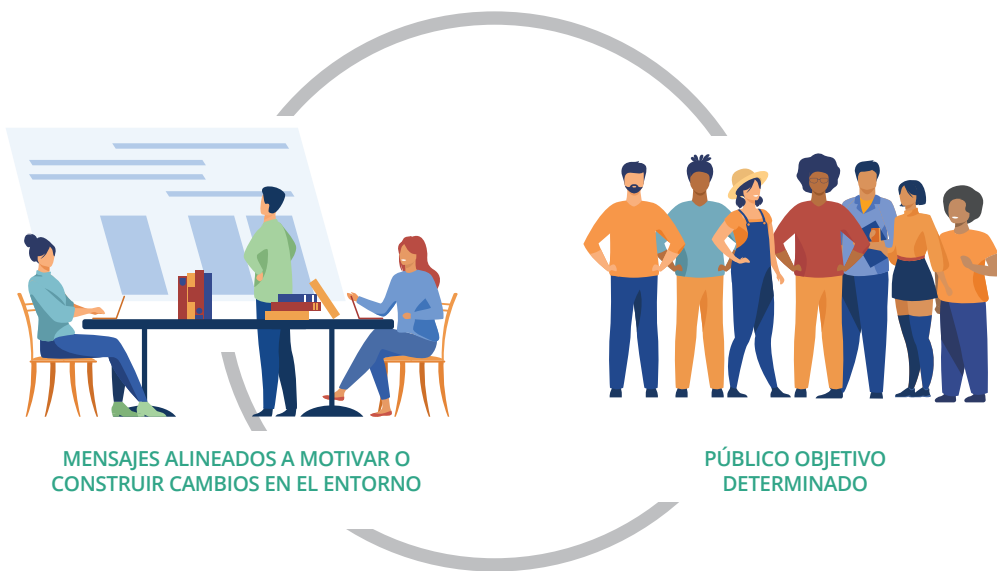 MENSAJES ALINEADOS A MOTIVAR O
CONSTRUIR CAMBIOS EN EL ENTORNO
PÚBLICO OBJETIVO
DETERMINADO